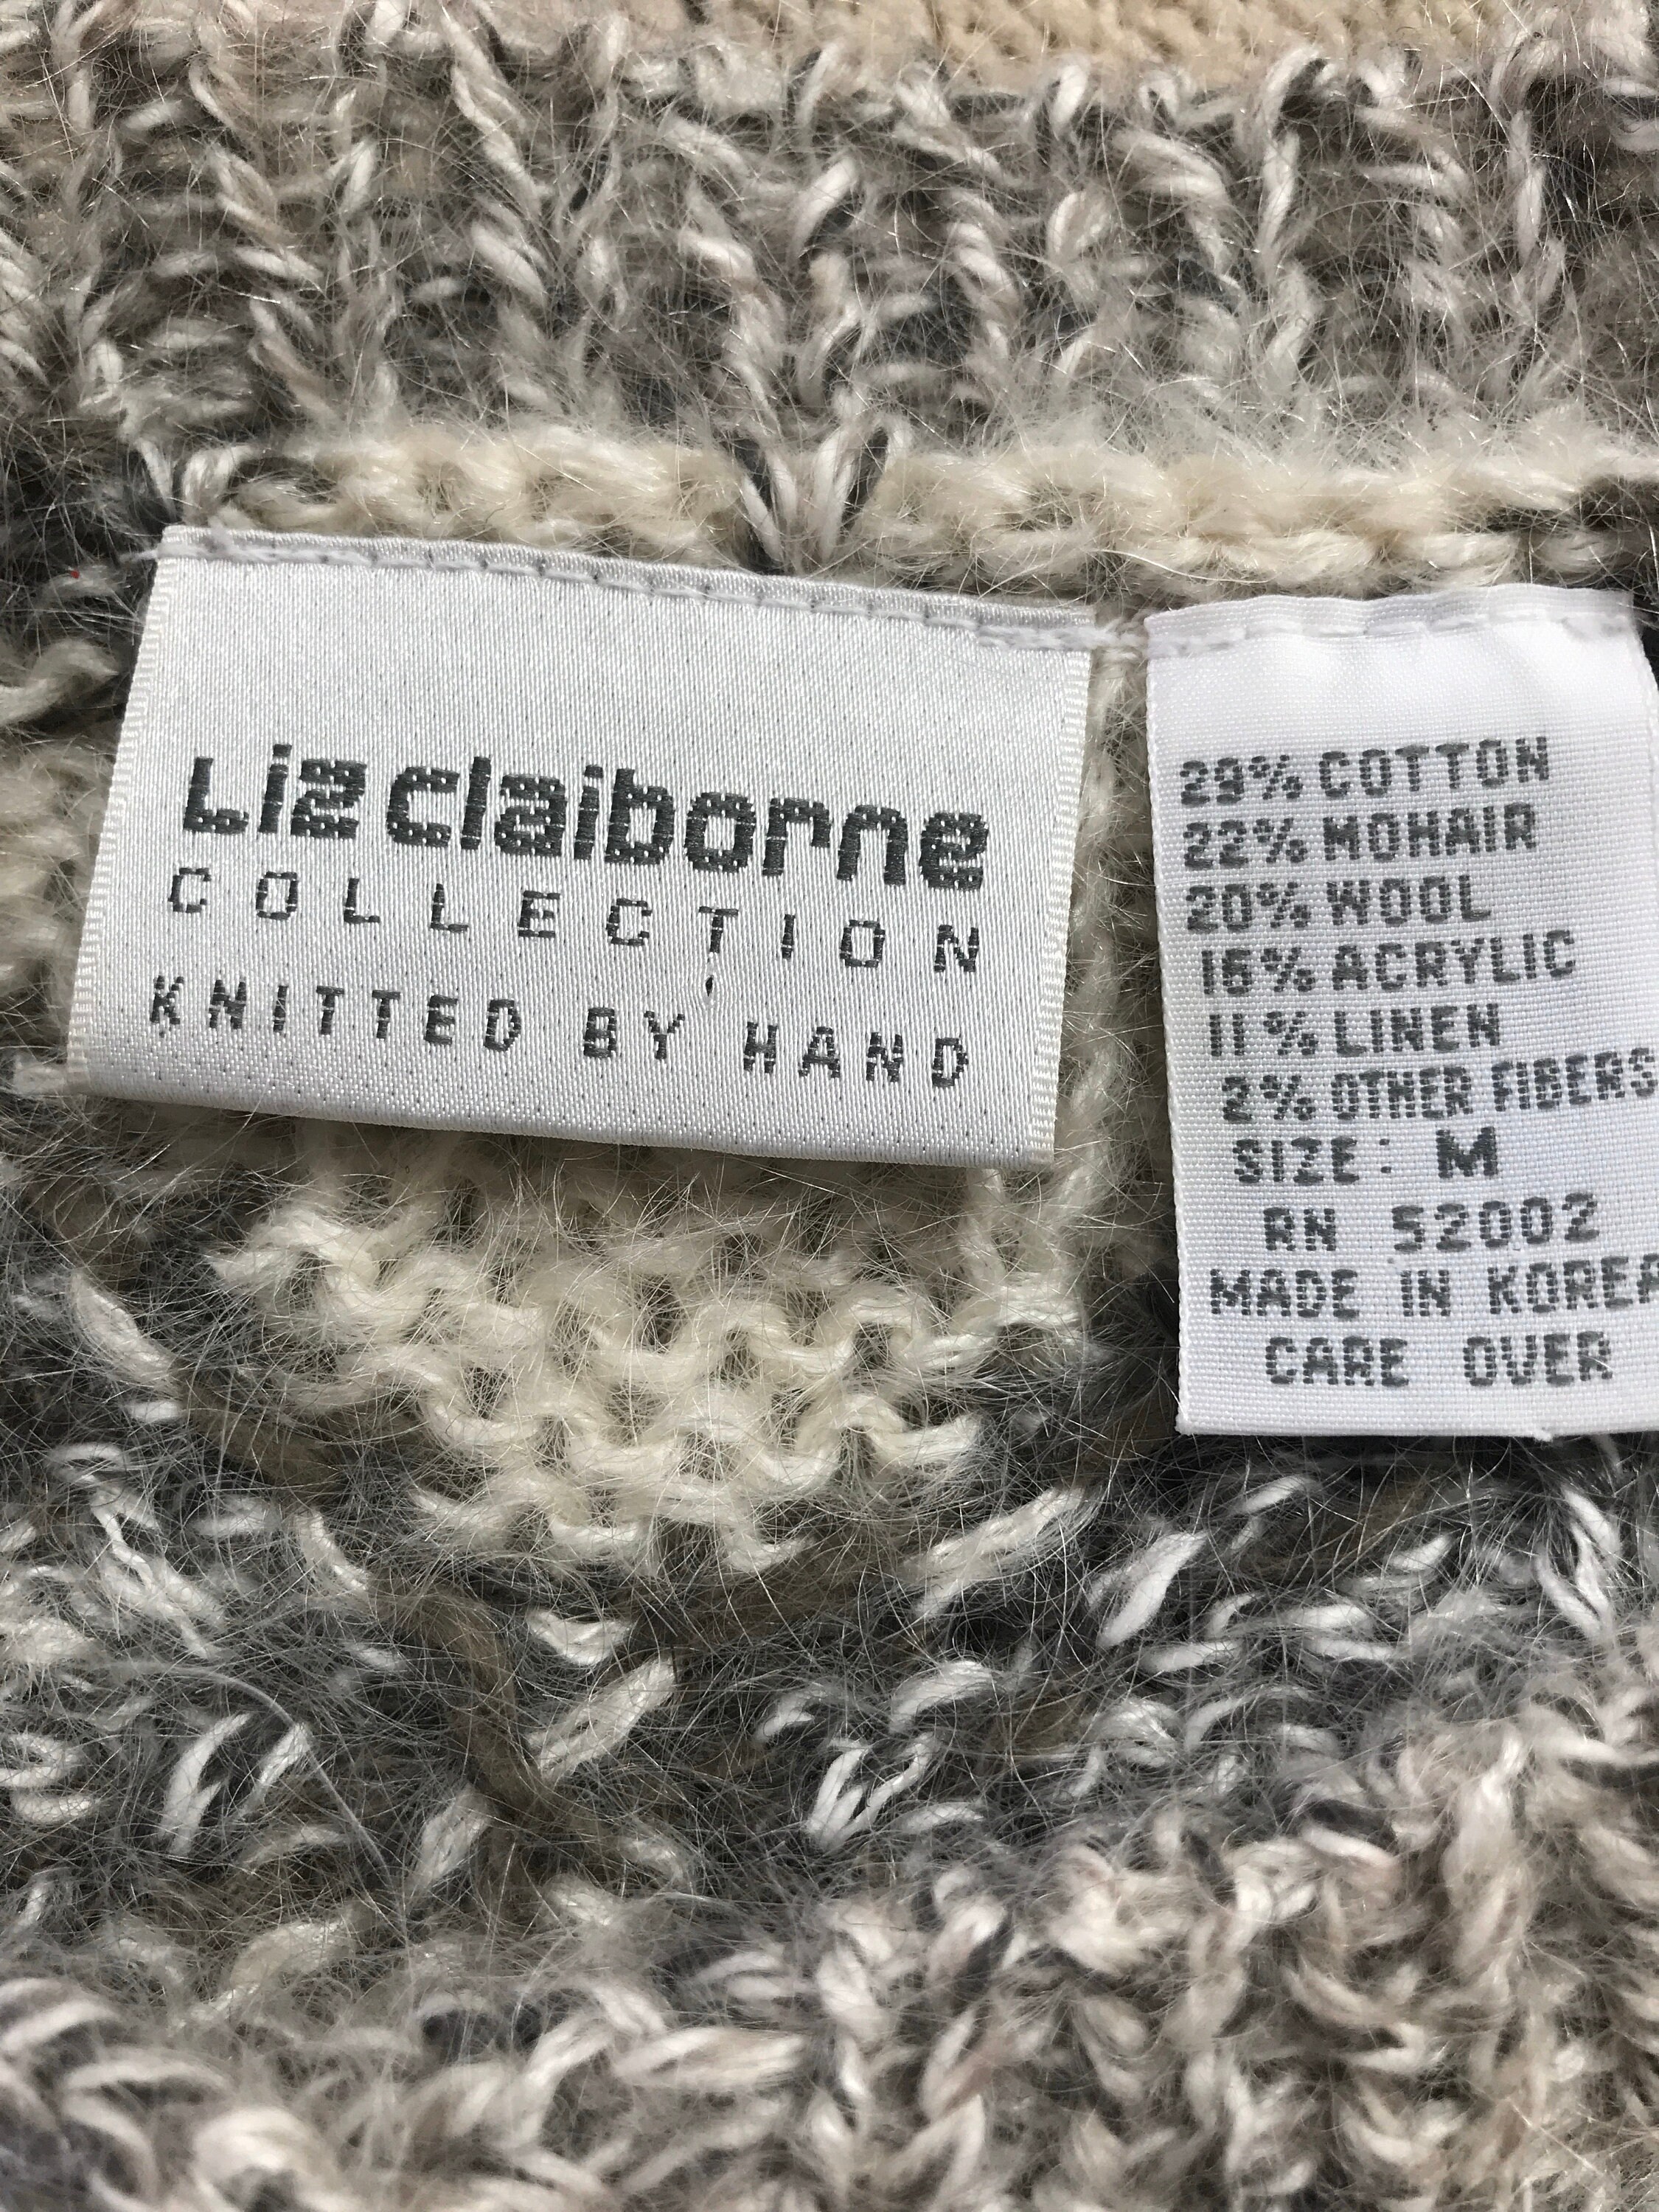 Liz claiborne
COLLECTION
KNITTED BY HAND
29% COTTON
22% MOHAIR
20% WOOL
16% ACRYLIC
11% LINEN
2% OTHER FIBERS
SIZE: M
RN 52002
MADE IN KOREA
CARE OVER